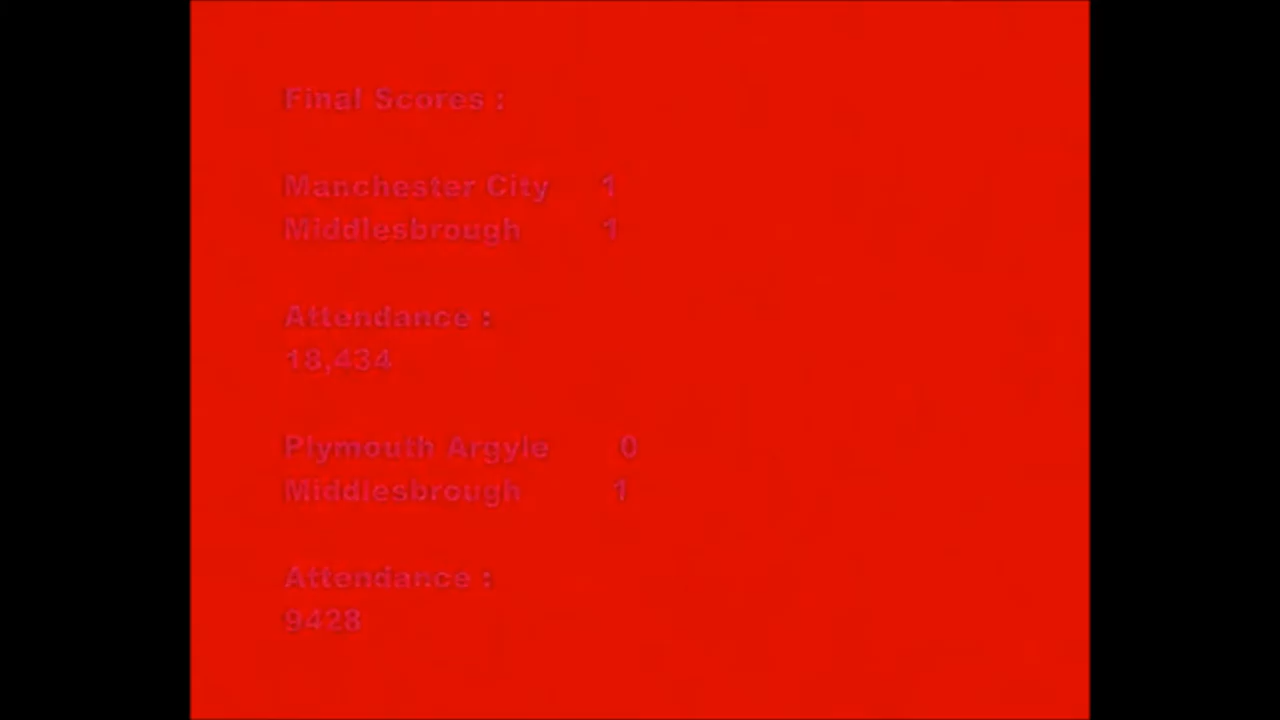 Final Scores :
Manchester City 1
Middlesbrough 1
Attendance :
18,434
Plymouth Argyle 0
Middlesbrough 1
Attendance :
9428